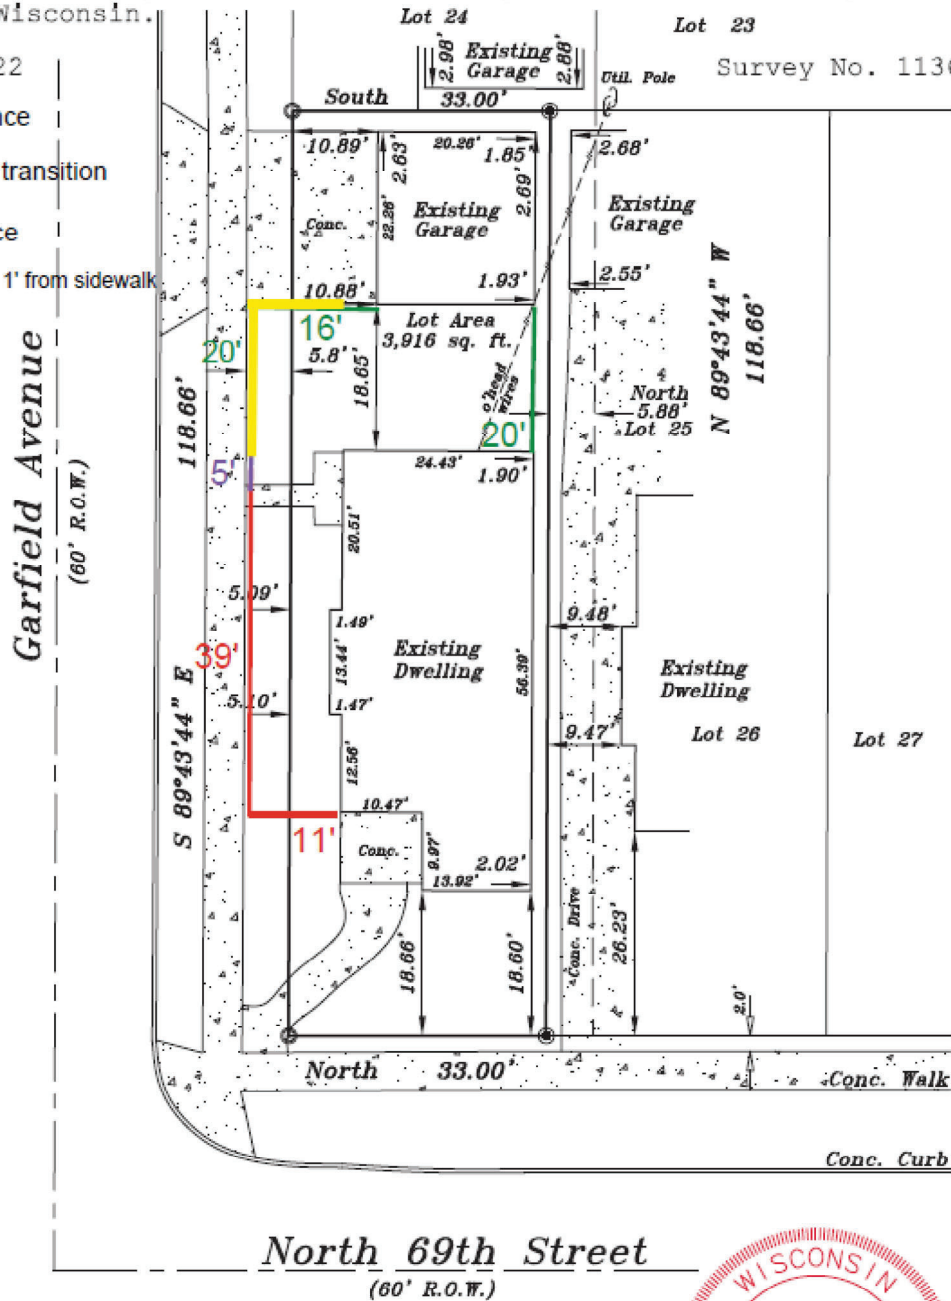 Wisconsin.
Lot 24
Lot 23
22
Survey No. 1130
2.98'
Existing
Garage
2.88'
Util. Pole
South
33.00'
nce
transition
ce
1' from sidewalk
10.89'
2.63'
20.26'
1.85'
2.69'
2.68'
Conc.
22.26'
Existing
Garage
Existing
Garage
10.88'
1.93'
2.55'
16'
Lot Area
3,916 sq. ft.
20'
5.8'
18.65
o'head
wires
North
5.88'
Lot 25
N 89°43'44" W
118.66'
118.66'
20'
24.43'
1.90'
5'
Garfield Avenue
(60' R.O.W.)
20.51'
5.09'
1.49'
9.48'
39'
13.44'
Existing
Dwelling
56.39'
Existing
Dwelling
5.10'
1.47'
9.47'
Lot 26
Lot 27
S 89°43'44" E
12.56'
10.47'
11'
Conc.
9.97'
2.02'
13.92'
18.66'
18.60'
Conc. Drive
26.23'
2.0'
North
33.00'
Conc. Walk
Conc. Curb
North 69th Street
(60' R.O.W.)
WISCONSIN